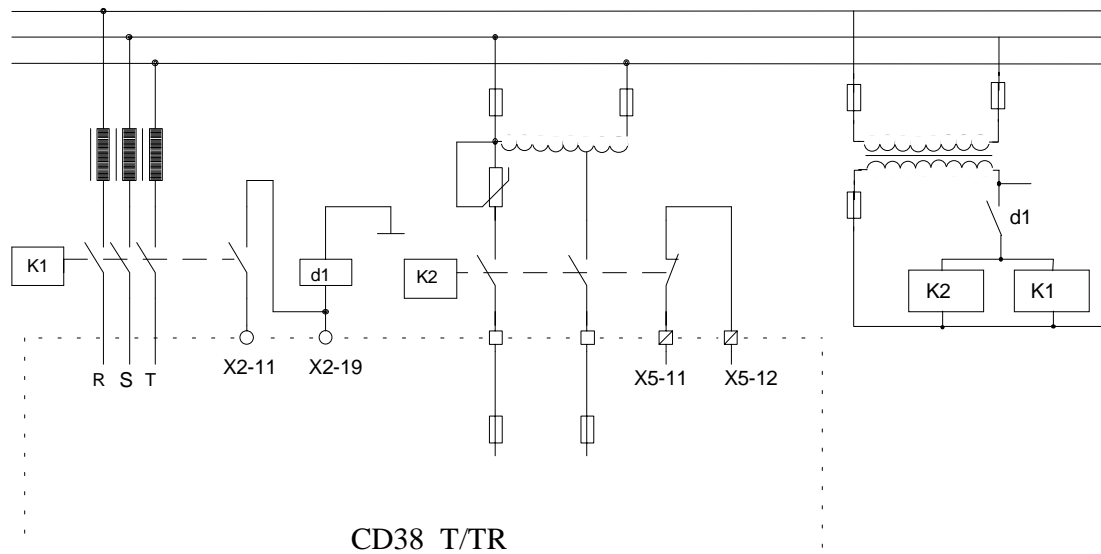 K1
d1
K2
d1
K2
K1
R S T
X2-11
X2-19
X5-11
X5-12
CD38 T/TR